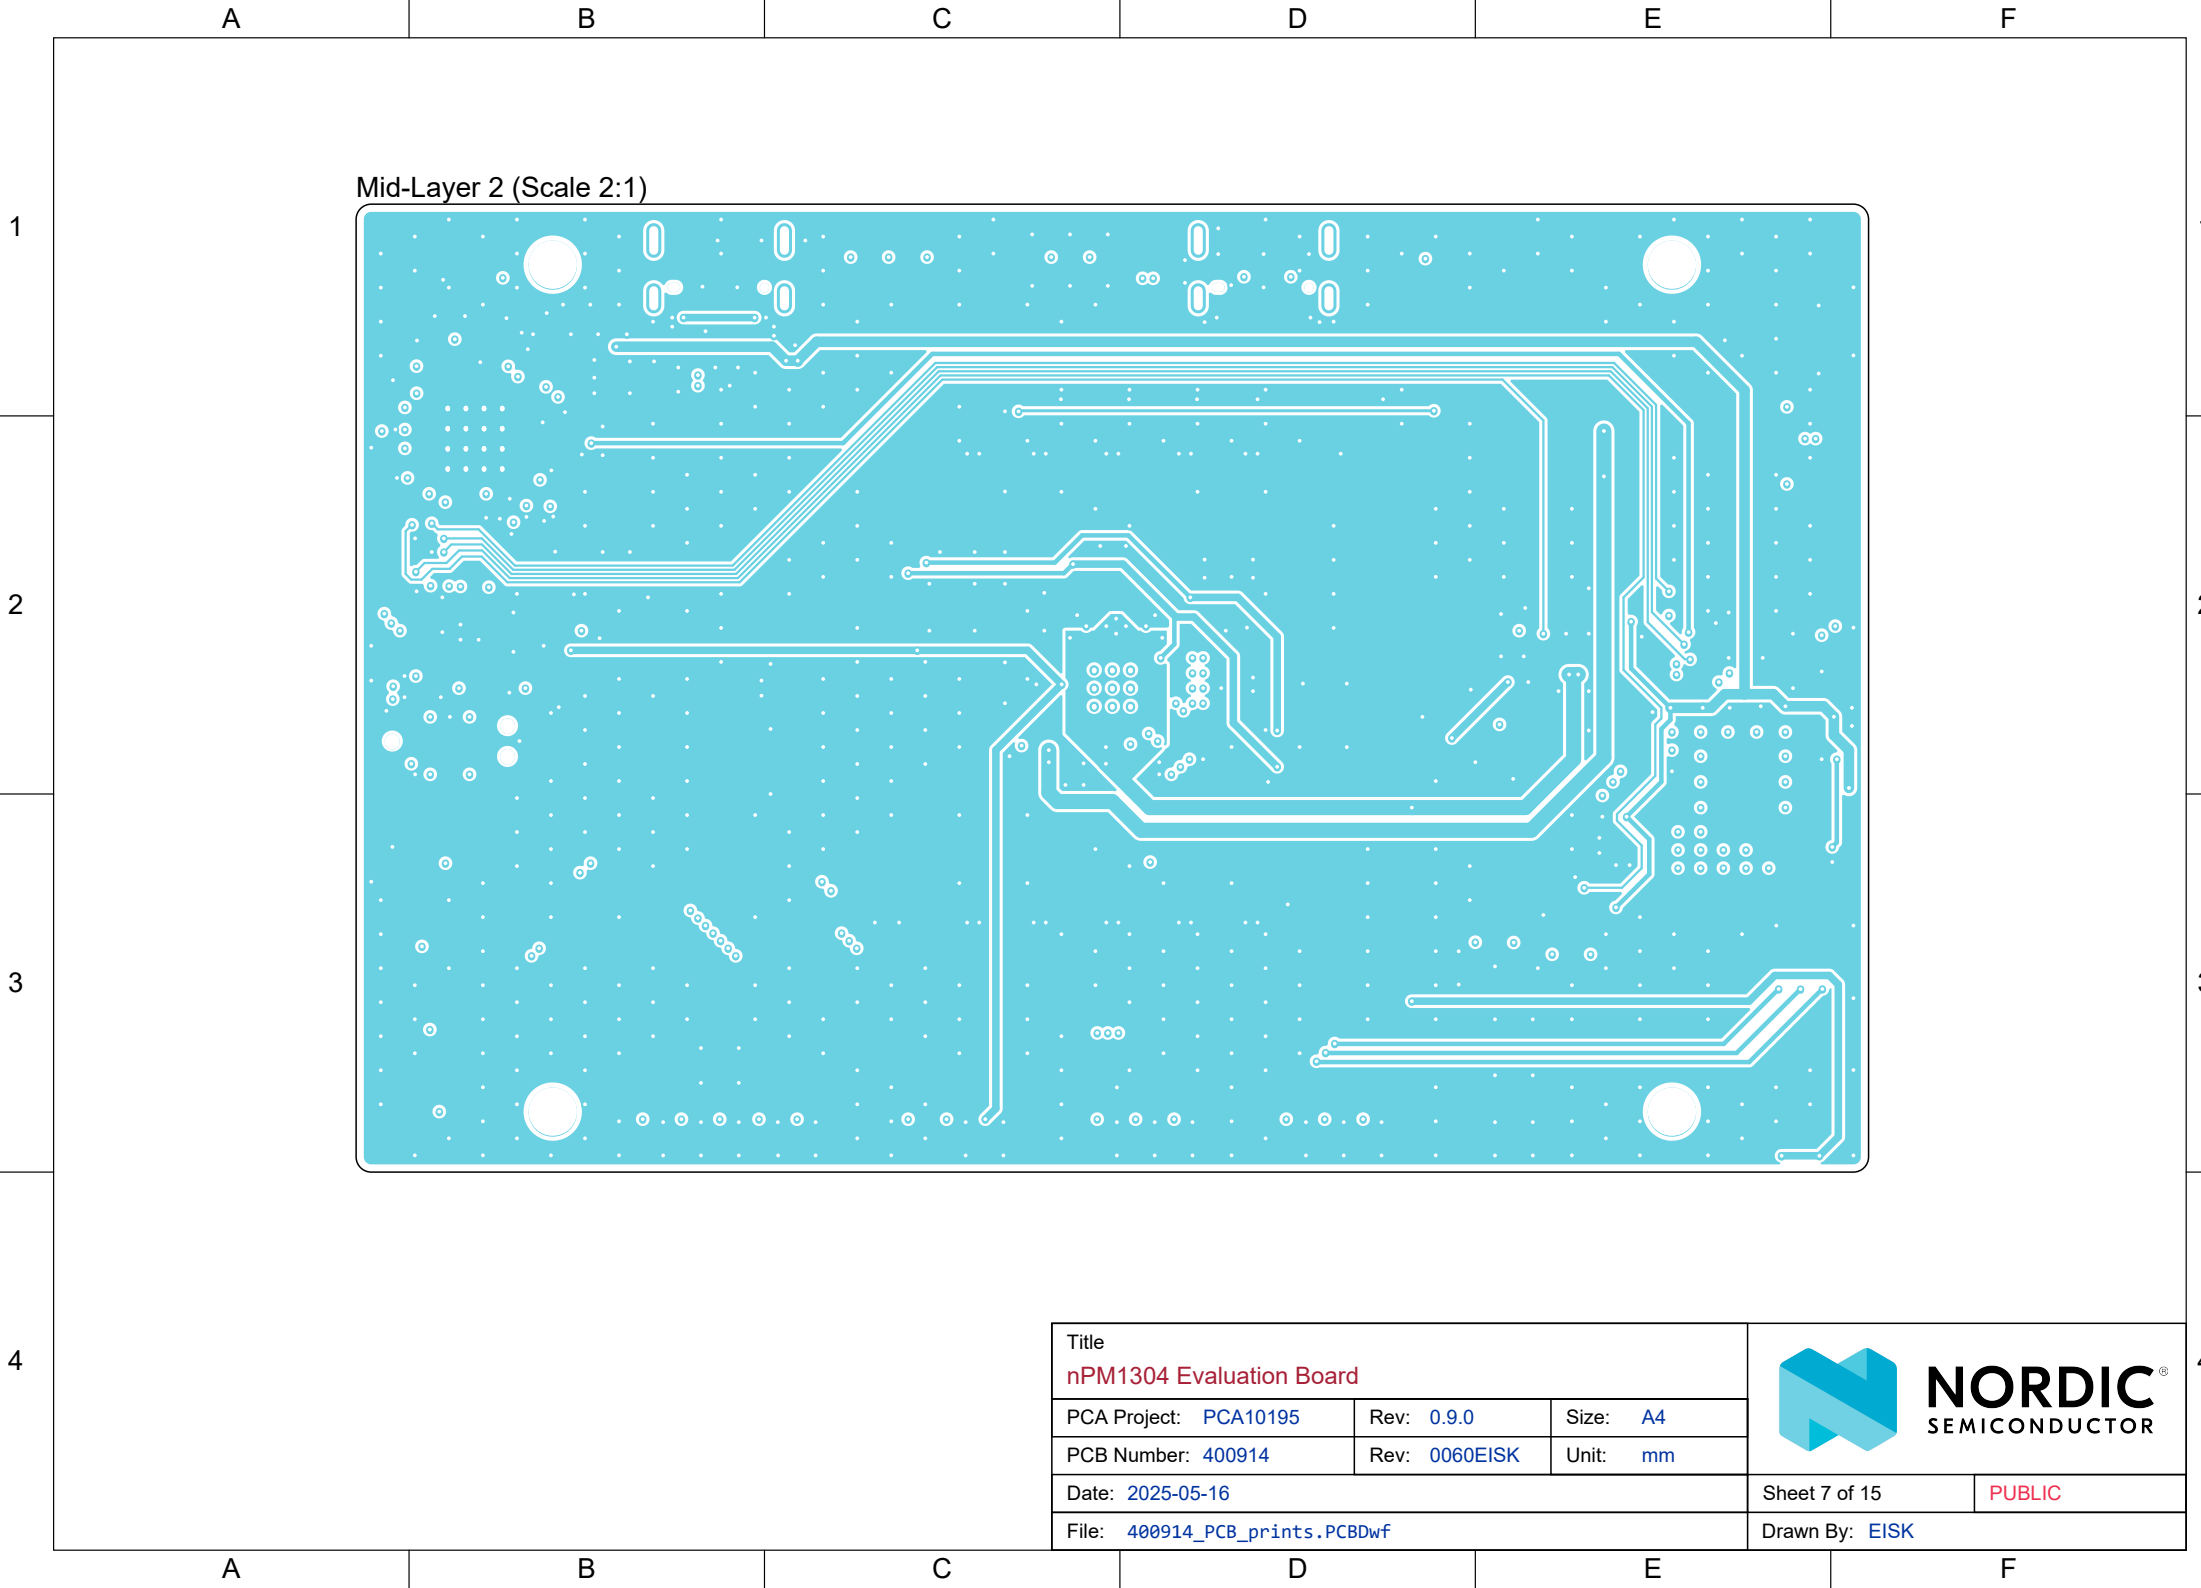 A B C D E F
Mid-Layer 2 (Scale 2:1)
1
2
3
4
Title
nPM1304 Evaluation Board
PCA Project: PCA10195 Rev: 0.9.0 Size: A4
PCB Number: 400914 Rev: 0060EISK Unit: mm
Date: 2025-05-16
File: 400914_PCB_prints.PCBDwf
NORDIC®
SEMICONDUCTOR
Sheet 7 of 15 PUBLIC
Drawn By: EISK
A B C D E F